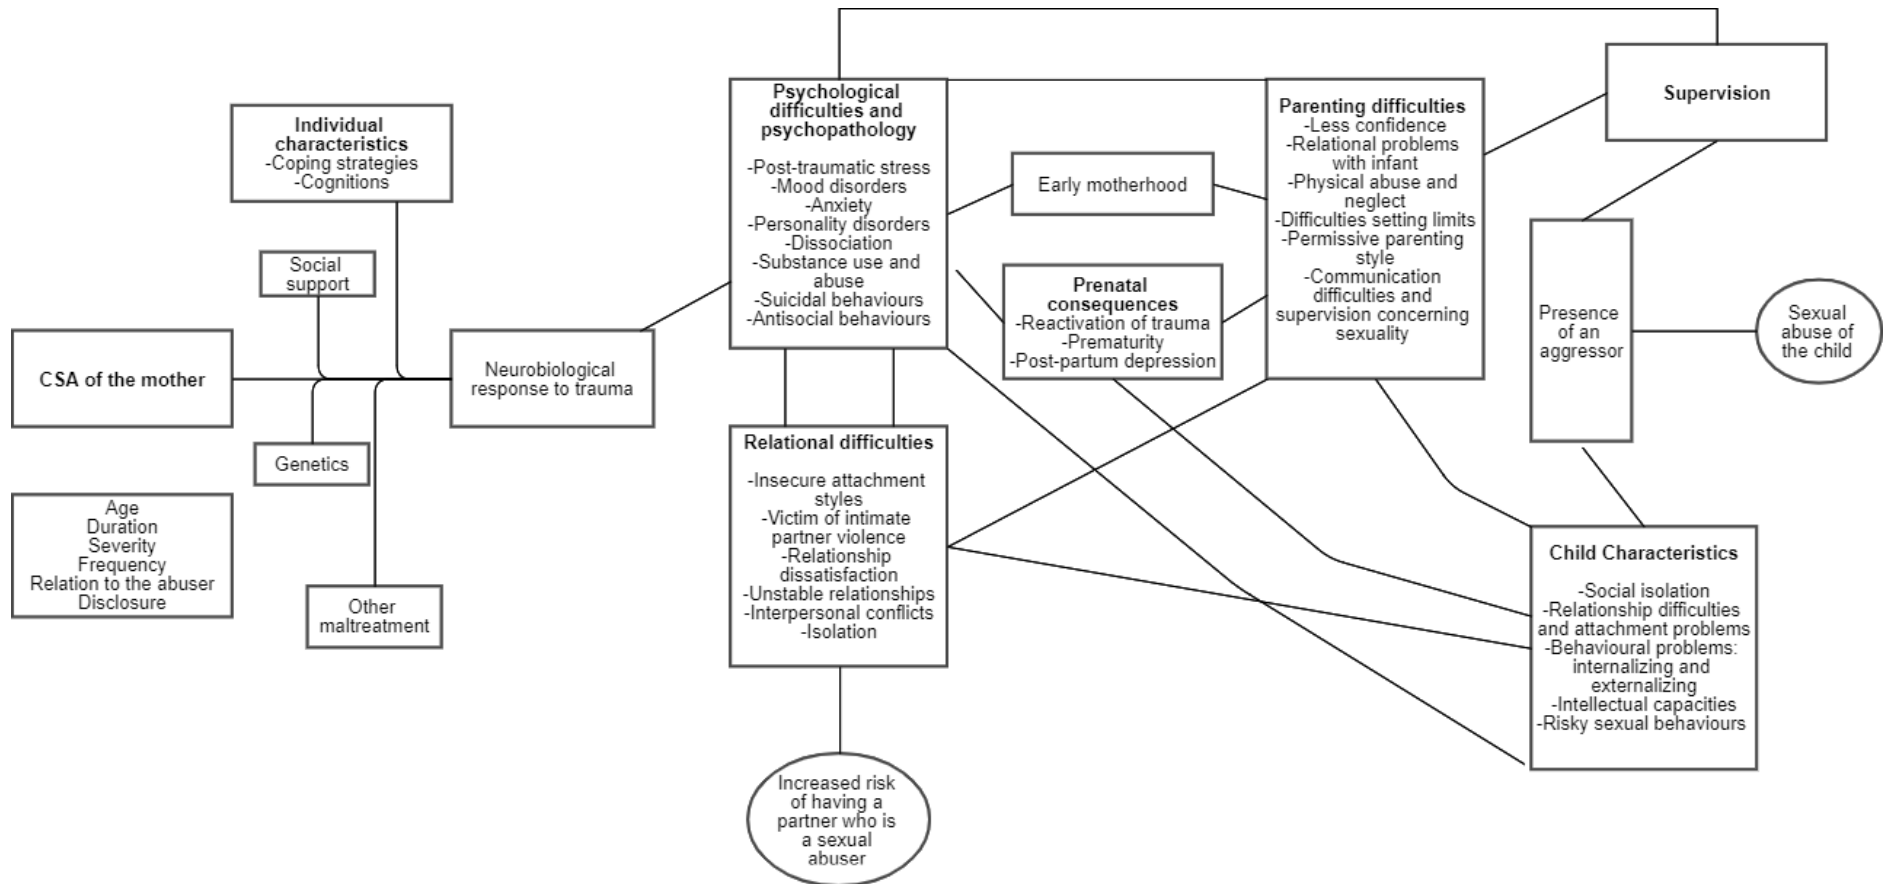 Individual
characteristics
-Coping strategies
-Cognitions
Social
support
CSA of the mother
Genetics
Age
Duration
Severity
Frequency
Relation to the abuser
Disclosure
Other
maltreatment
Neurobiological
response to trauma
Psychological
difficulties and
psychopathology
-Post-traumatic stress
-Mood disorders
-Anxiety
-Personality disorders
-Dissociation
-Substance use and
abuse
-Suicidal behaviours
-Antisocial behaviours
Relational difficulties
-Insecure attachment
styles
-Victim of intimate
partner violence
-Relationship
dissatisfaction
-Unstable relationships
-Interpersonal conflicts
-Isolation
Increased risk
of having a
partner who is
a sexual
abuser
Early motherhood
Prenatal
consequences
-Reactivation of trauma
-Prematurity
-Post-partum depression
Parenting difficulties
-Less confidence
-Relational problems
with infant
-Physical abuse and
neglect
-Difficulties setting limits
-Permissive parenting
style
-Communication
difficulties and
supervision concerning
sexuality
Supervision
Presence
of an
aggressor
Sexual
abuse of
the child
Child Characteristics
-Social isolation
-Relationship difficulties
and attachment problems
-Behavioural problems:
internalizing and
externalizing
-Intellectual capacities
-Risky sexual behaviours